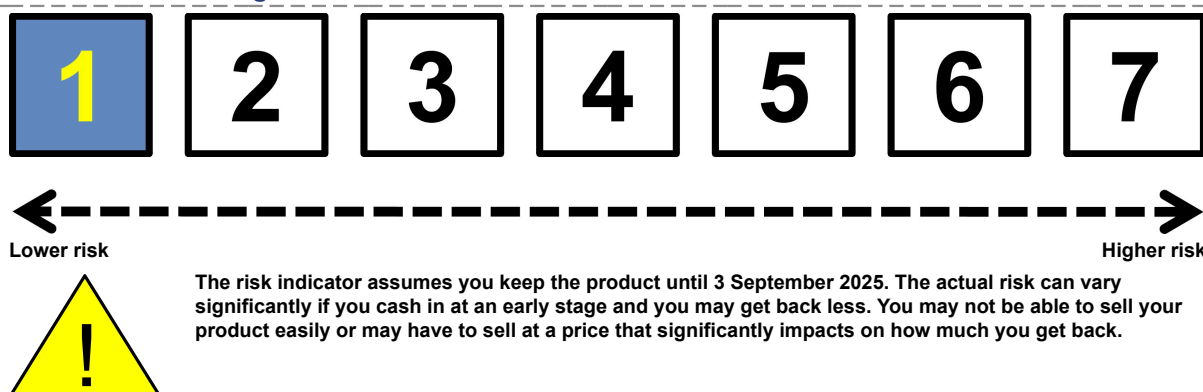 1 2 3 4 5 6 7
Lower risk Higher risk
The risk indicator assumes you keep the product until 3 September 2025. The actual risk can vary
significantly if you cash in at an early stage and you may get back less. You may not be able to sell your
product easily or may have to sell at a price that significantly impacts on how much you get back.
!